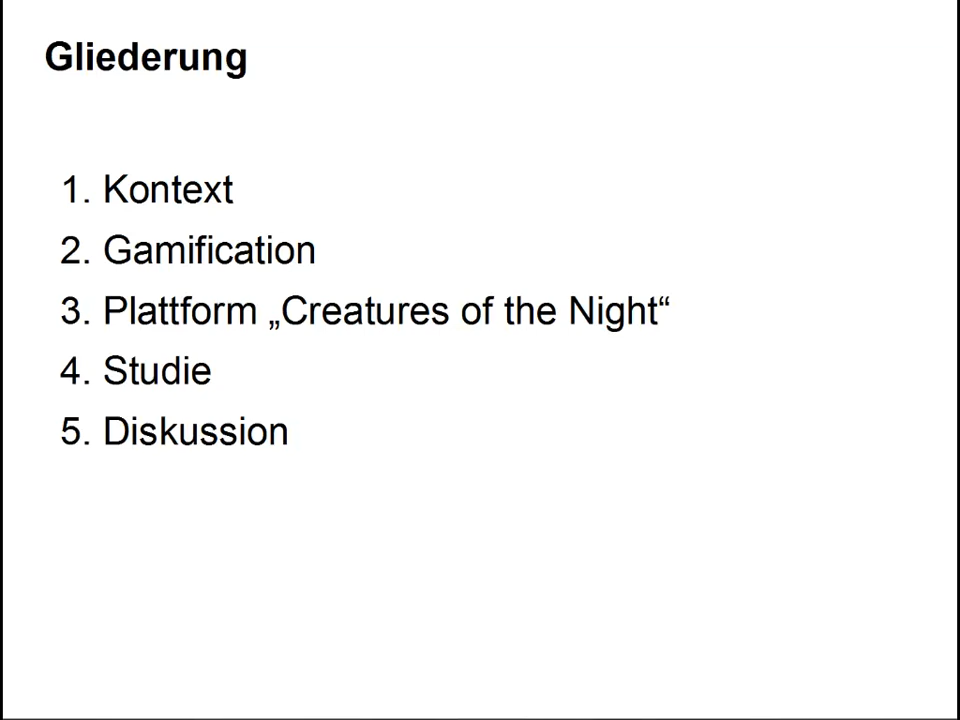 Gliederung
1. Kontext
2. Gamification
3. Plattform „Creatures of the Night“
4. Studie
5. Diskussion